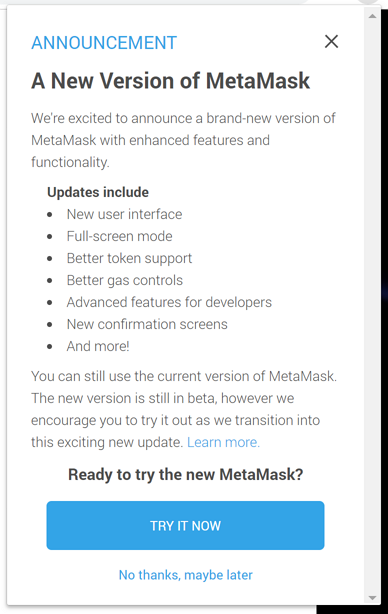 ANNOUNCEMENT
A New Version of MetaMask
We're excited to announce a brand-new version of
MetaMask with enhanced features and
functionality.
Updates include
• New user interface
• Full-screen mode
• Better token support
• Better gas controls
• Advanced features for developers
• New confirmation screens
• And more!
You can still use the current version of MetaMask.
The new version is still in beta, however we
encourage you to try it out as we transition into
this exciting new update. Learn more.
Ready to try the new MetaMask?
TRY IT NOW
No thanks, maybe later